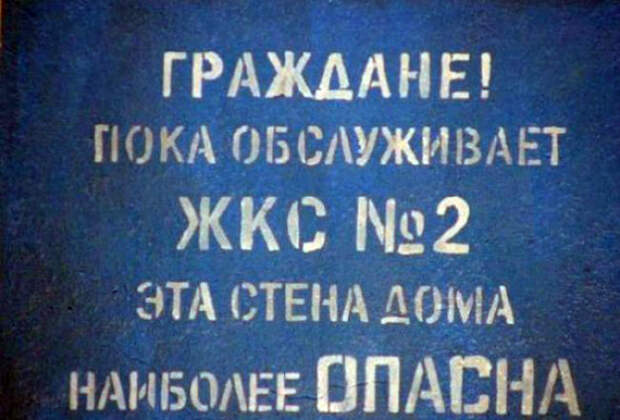 ГРАЖДАНЕ!
ПОКА ОБСЛУЖИВАЕТ
ЖКС №2
ЭТА СТЕНА ДОМА
НАИБОЛЕЕ ОПАСНА